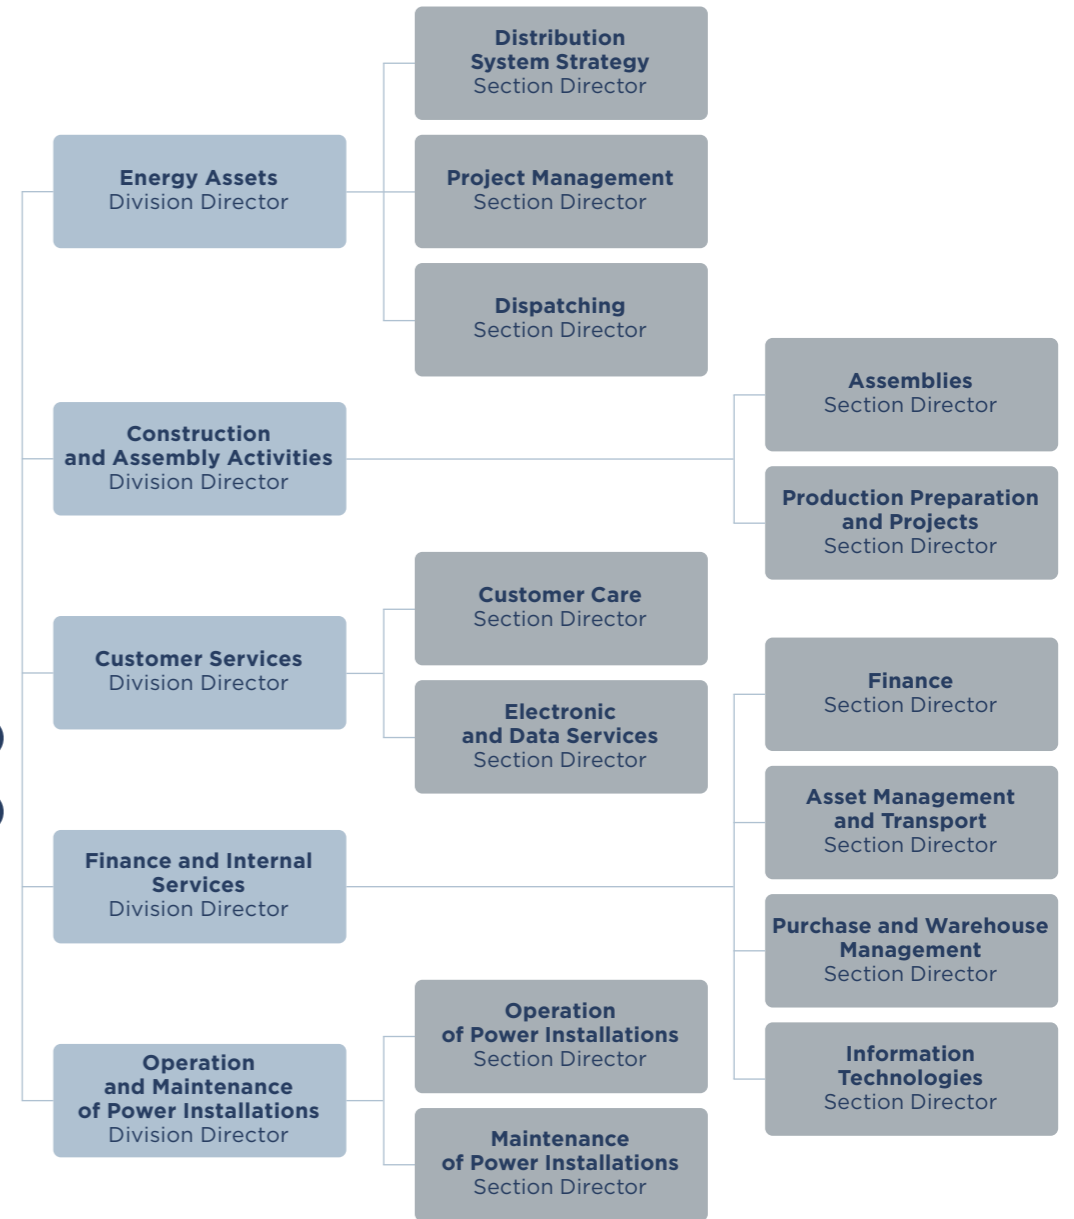 Distribution
System Strategy
Section Director
Energy Assets
Division Director
Project Management
Section Director
Dispatching
Section Director
Construction
and Assembly Activities
Division Director
Assemblies
Section Director
Production Preparation
and Projects
Section Director
Customer Services
Division Director
Customer Care
Section Director
Electronic
and Data Services
Section Director
Finance and Internal
Services
Division Director
Finance
Section Director
Asset Management
and Transport
Section Director
Purchase and Warehouse
Management
Section Director
Information
Technologies
Section Director
Operation
and Maintenance
of Power Installations
Division Director
Operation
of Power Installations
Section Director
Maintenance
of Power Installations
Section Director